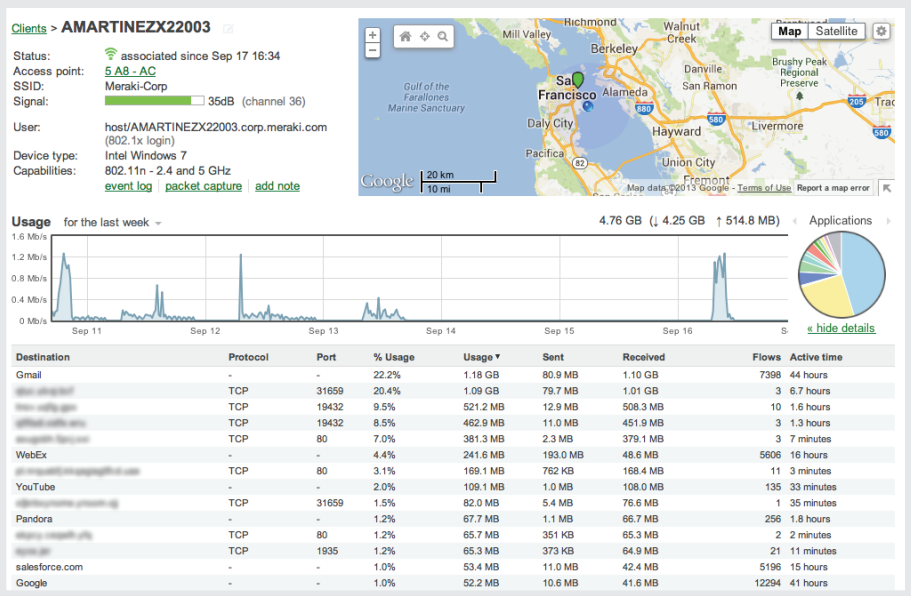 Clients > AMARTINEZX22003
Status: associated since Sep 17 16:34
Access point: 5 A8 - AC
SSID: Meraki-Corp
Signal: 35dB (channel 36)
User: host/AMARTINEZX22003.corp.meraki.com
(802.1x login)
Device type: Intel Windows 7
Capabilities: 802.11n - 2.4 and 5 GHz
event log packet capture add note
+
−
Map Satellite
Richmond
Mill Valley
Walnut
Creek
Berkeley
Danville
San Ramon
Brushy Peak
Regional
Preserve
Gulf of the
Farallones
Marine Sanctuary
San
Francisco
Alameda
880
580
205
Trac
580
Daly City
Hayward
Livermore
Pacifica
82
Union City
Fremont
Google
20 km
10 mi
Map data ©2013 Google - Terms of Use Report a map error
Usage for the last week
4.76 GB (↓ 4.25 GB ↑ 514.8 MB)
Applications
1.6 Mb/s
1.2 Mb/s
0.8 Mb/s
0.4 Mb/s
0 Mb/s
Sep 11 Sep 12 Sep 13 Sep 14 Sep 15 Sep 16 S
« hide details
Destination Protocol Port % Usage Usage ▼ Sent Received Flows Active time
Gmail - - 22.2% 1.18 GB 80.9 MB 1.10 GB 7398 44 hours
TCP 31659 20.4% 1.09 GB 79.7 MB 1.01 GB 3 6.7 hours
TCP 19432 9.5% 521.2 MB 12.9 MB 508.3 MB 10 1.6 hours
TCP 19432 8.5% 462.9 MB 11.0 MB 451.9 MB 3 1.3 hours
TCP 80 7.0% 381.3 MB 2.3 MB 379.1 MB 3 7 minutes
WebEx - - 4.4% 241.6 MB 193.0 MB 48.6 MB 5606 16 hours
TCP 80 3.1% 169.1 MB 762 KB 168.4 MB 11 3 minutes
YouTube - - 2.0% 109.1 MB 1.0 MB 108.0 MB 135 33 minutes
TCP 31659 1.5% 82.0 MB 5.4 MB 76.6 MB 1 35 minutes
Pandora - - 1.2% 67.7 MB 1.1 MB 66.7 MB 256 1.8 hours
TCP 80 1.2% 65.7 MB 351 KB 65.3 MB 2 2 minutes
TCP 1935 1.2% 65.3 MB 373 KB 64.9 MB 21 11 minutes
salesforce.com - - 1.0% 53.4 MB 11.0 MB 42.4 MB 5196 15 hours
Google - - 1.0% 52.2 MB 10.6 MB 41.6 MB 12294 41 hours